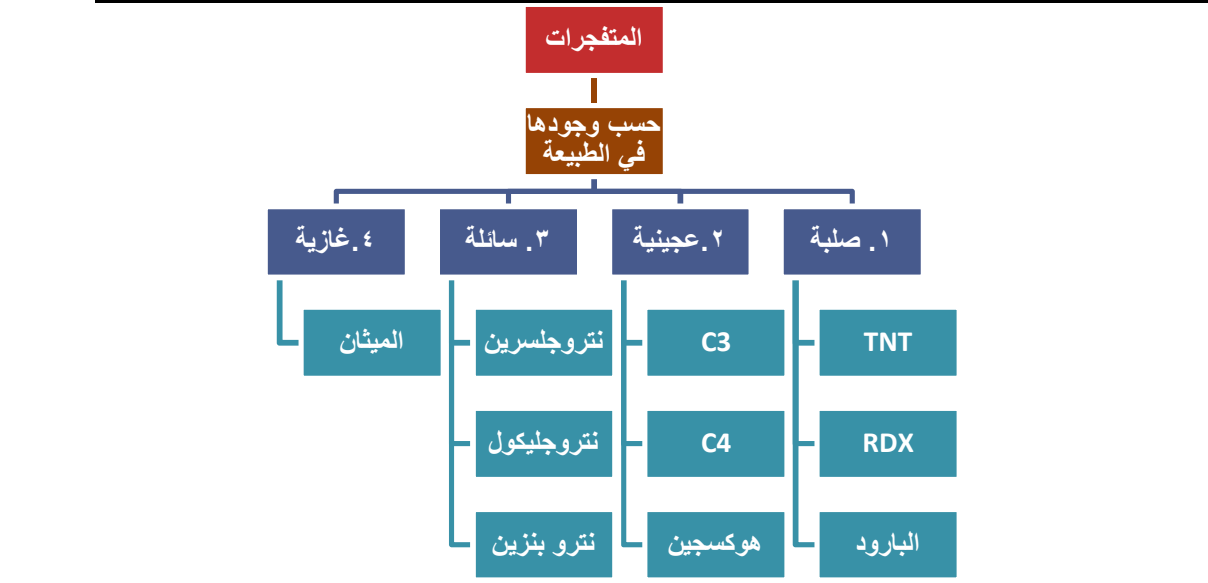 المتفجرات
حسب وجودها
في الطبيعة
١. صلبة
٢.عجينية
٣. سائلة
٤.غازية
TNT
C3
نتروجلسرين
الميثان
RDX
C4
نتروجليكول
البارود
هوكسجين
نترو بنزين